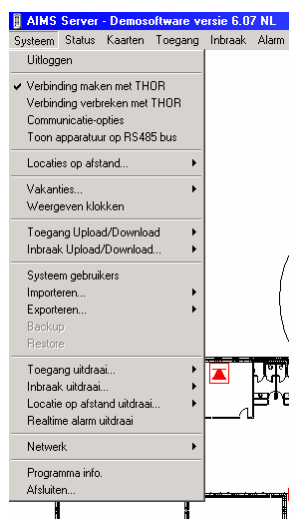 AIMS Server - Demosoftware versie 6.07 NL
Systeem Status Kaarten Toegang Inbraak Alarm
Uitloggen
Verbinding maken met THOR
Verbinding verbreken met THOR
Communicatie-opties
Toon apparatuur op RS485 bus
Locaties op afstand...
Vakanties...
Weergeven klokken
Toegang Upload/Download
Inbraak Upload/Download...
Systeem gebruikers
Importeren...
Exporteren...
Backup
Restore
Toegang uitdraai...
Inbraak uitdraai...
Locatie op afstand uitdraai...
Realtime alarm uitdraai
Netwerk
Programma info.
Afsluiten...